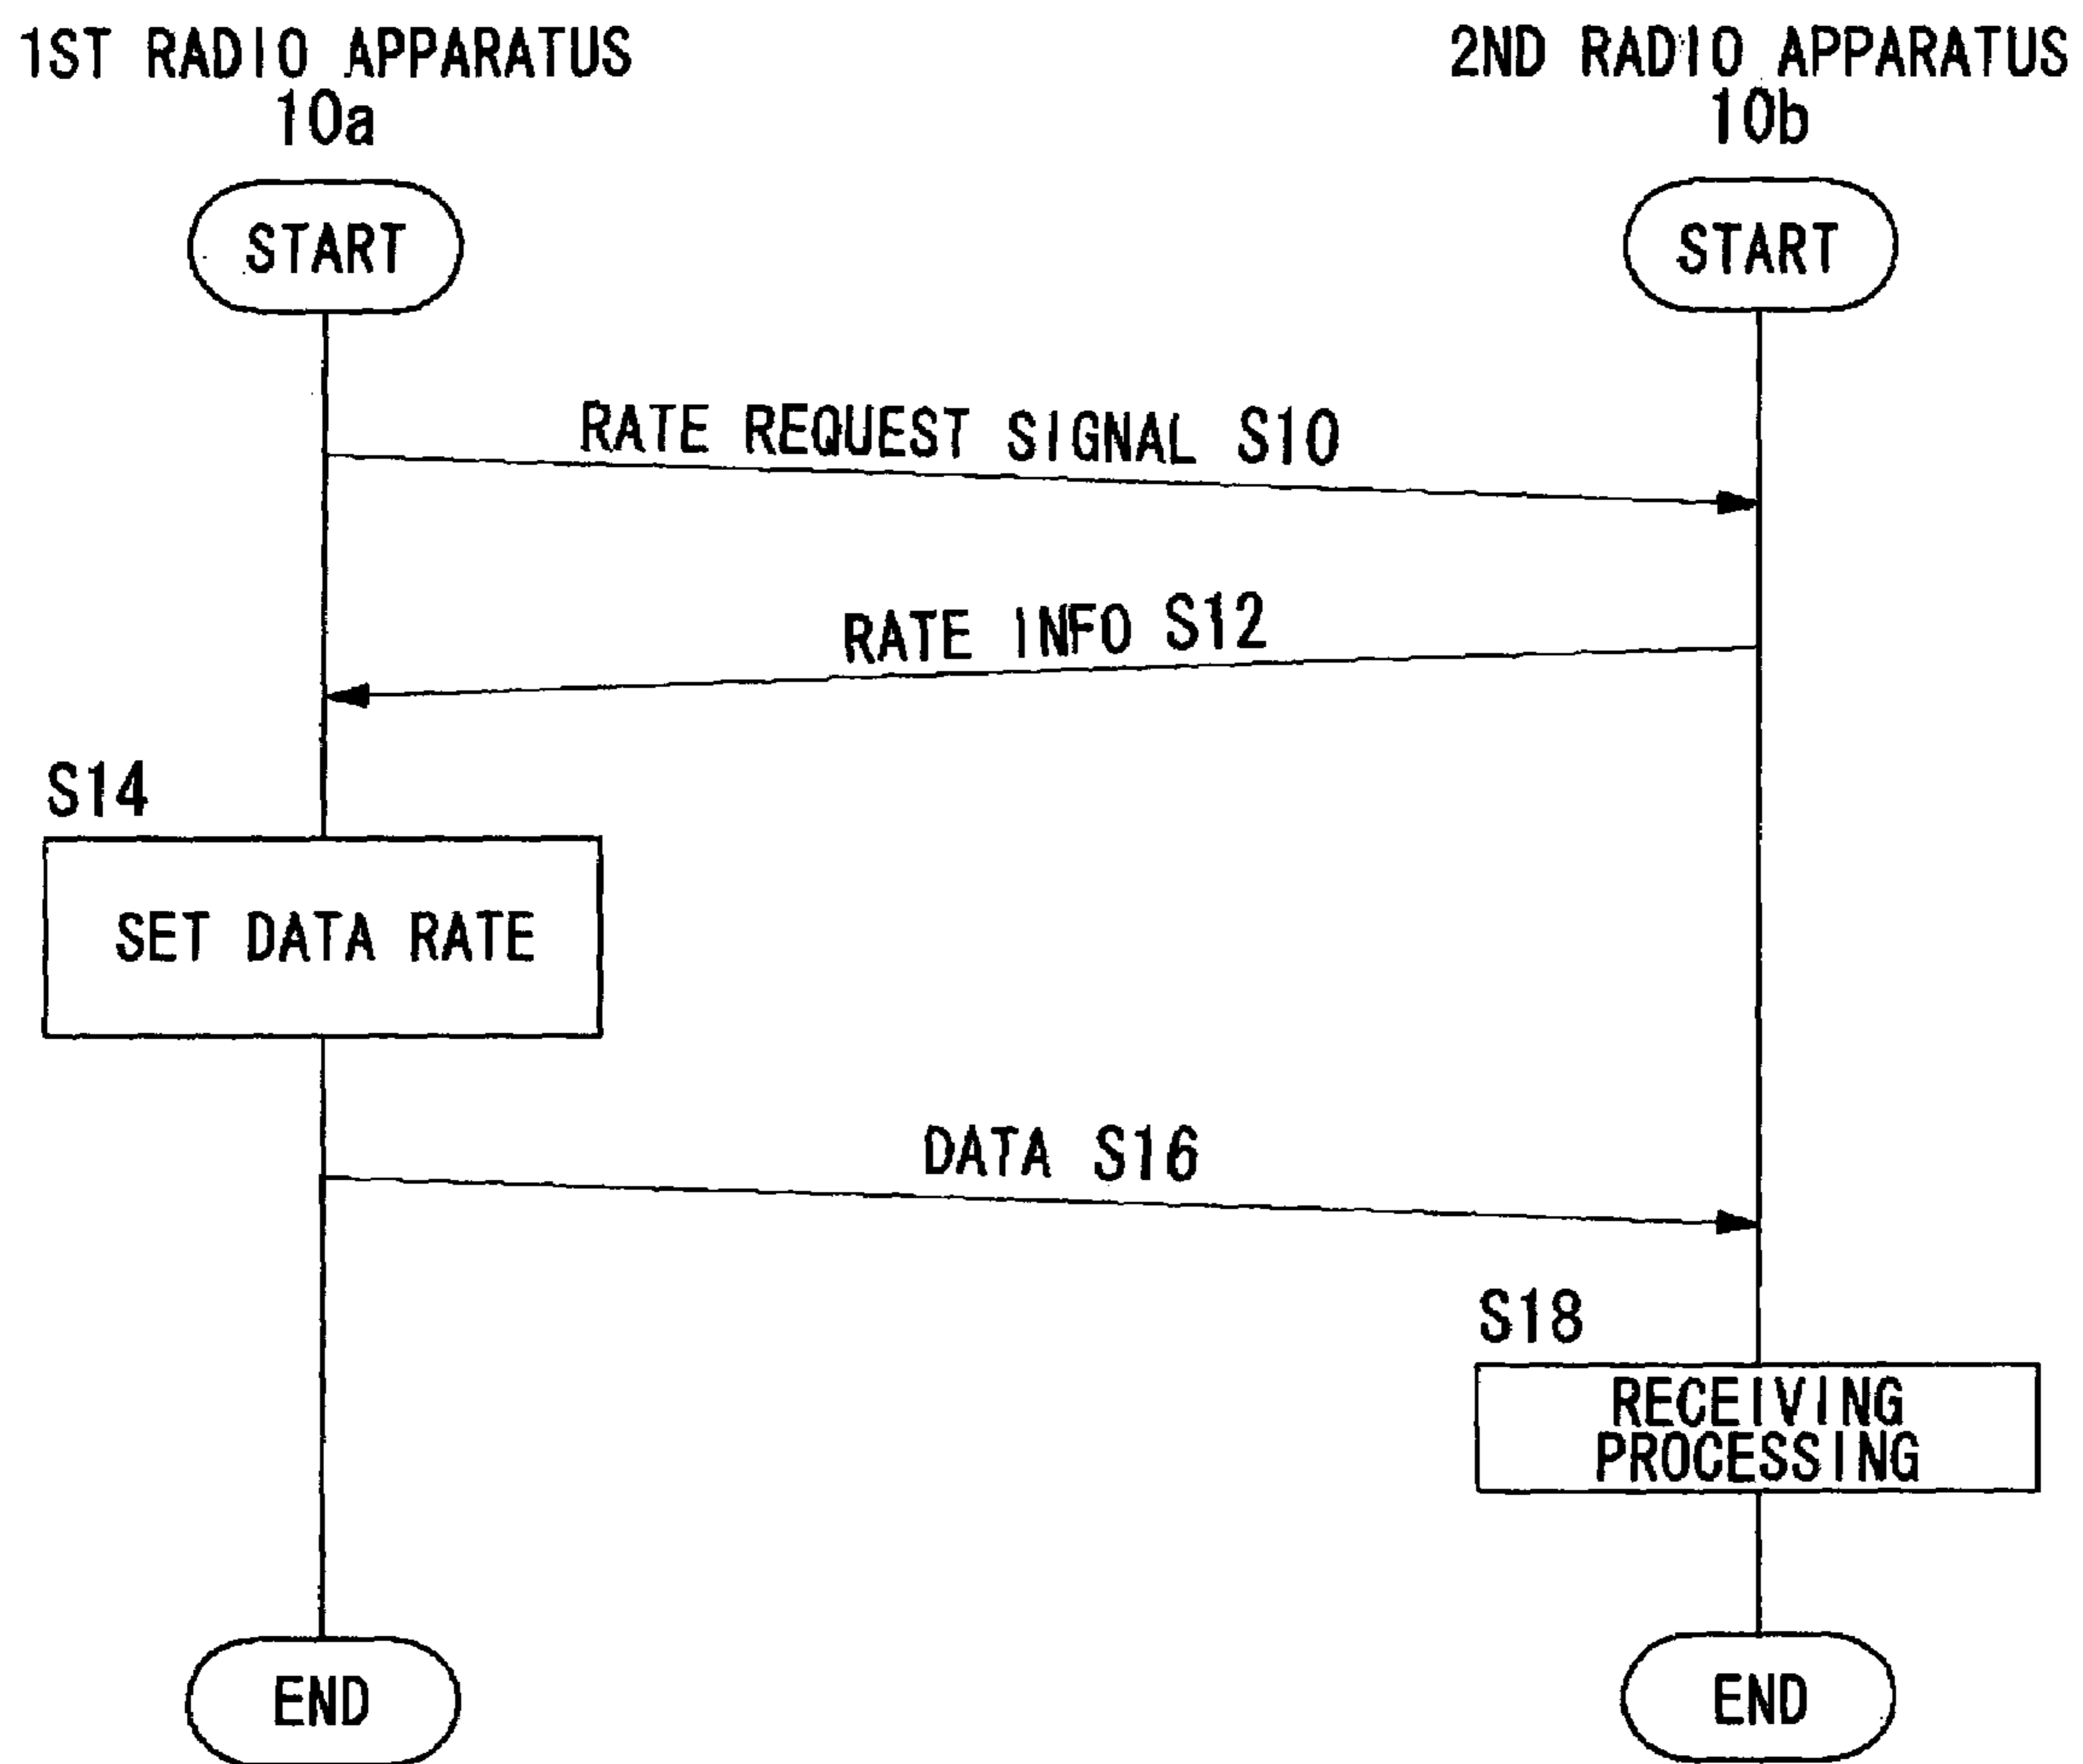 1ST RADIO APPARATUS
10a
2ND RADIO APPARATUS
10b
START
START
RATE REQUEST SIGNAL S10
RATE INFO S12
S14
SET DATA RATE
DATA S16
S18
RECEIVING
PROCESSING
END
END